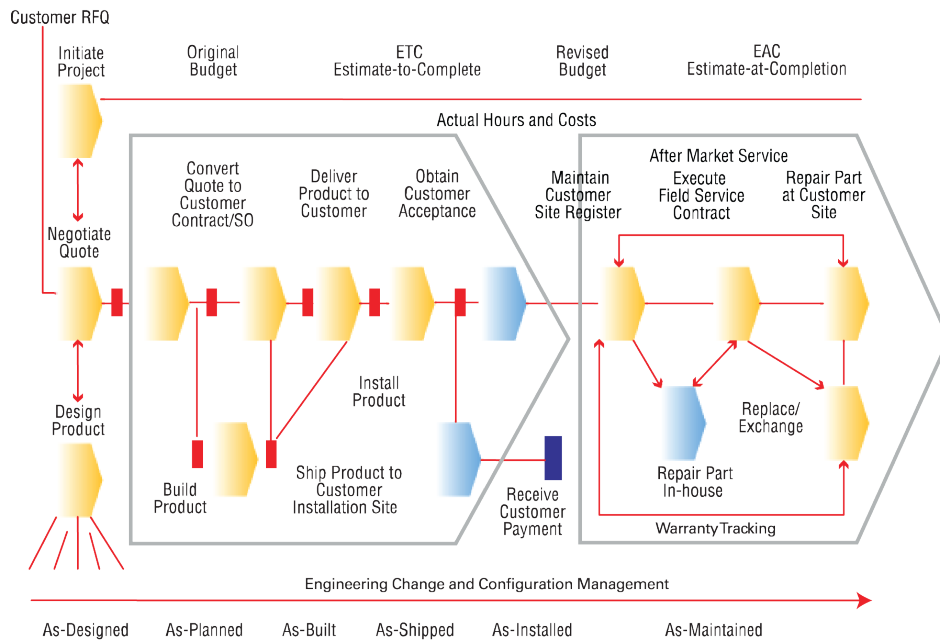 Customer RFQ
Initiate
Project
Original
Budget
ETC
Estimate-to-Complete
Revised
Budget
EAC
Estimate-at-Completion
Actual Hours and Costs
Convert
Quote to
Customer
Contract/SO
Deliver
Product to
Customer
Obtain
Customer
Acceptance
Maintain
Customer
Site Register
After Market Service
Execute
Field Service
Contract
Repair Part
at Customer
Site
Negotiate
Quote
Design
Product
Install
Product
Build
Product
Ship Product to
Customer
Installation Site
Receive
Customer
Payment
Replace/
Exchange
Repair Part
In-house
Warranty Tracking
Engineering Change and Configuration Management
As-Designed
As-Planned
As-Built
As-Shipped
As-Installed
As-Maintained